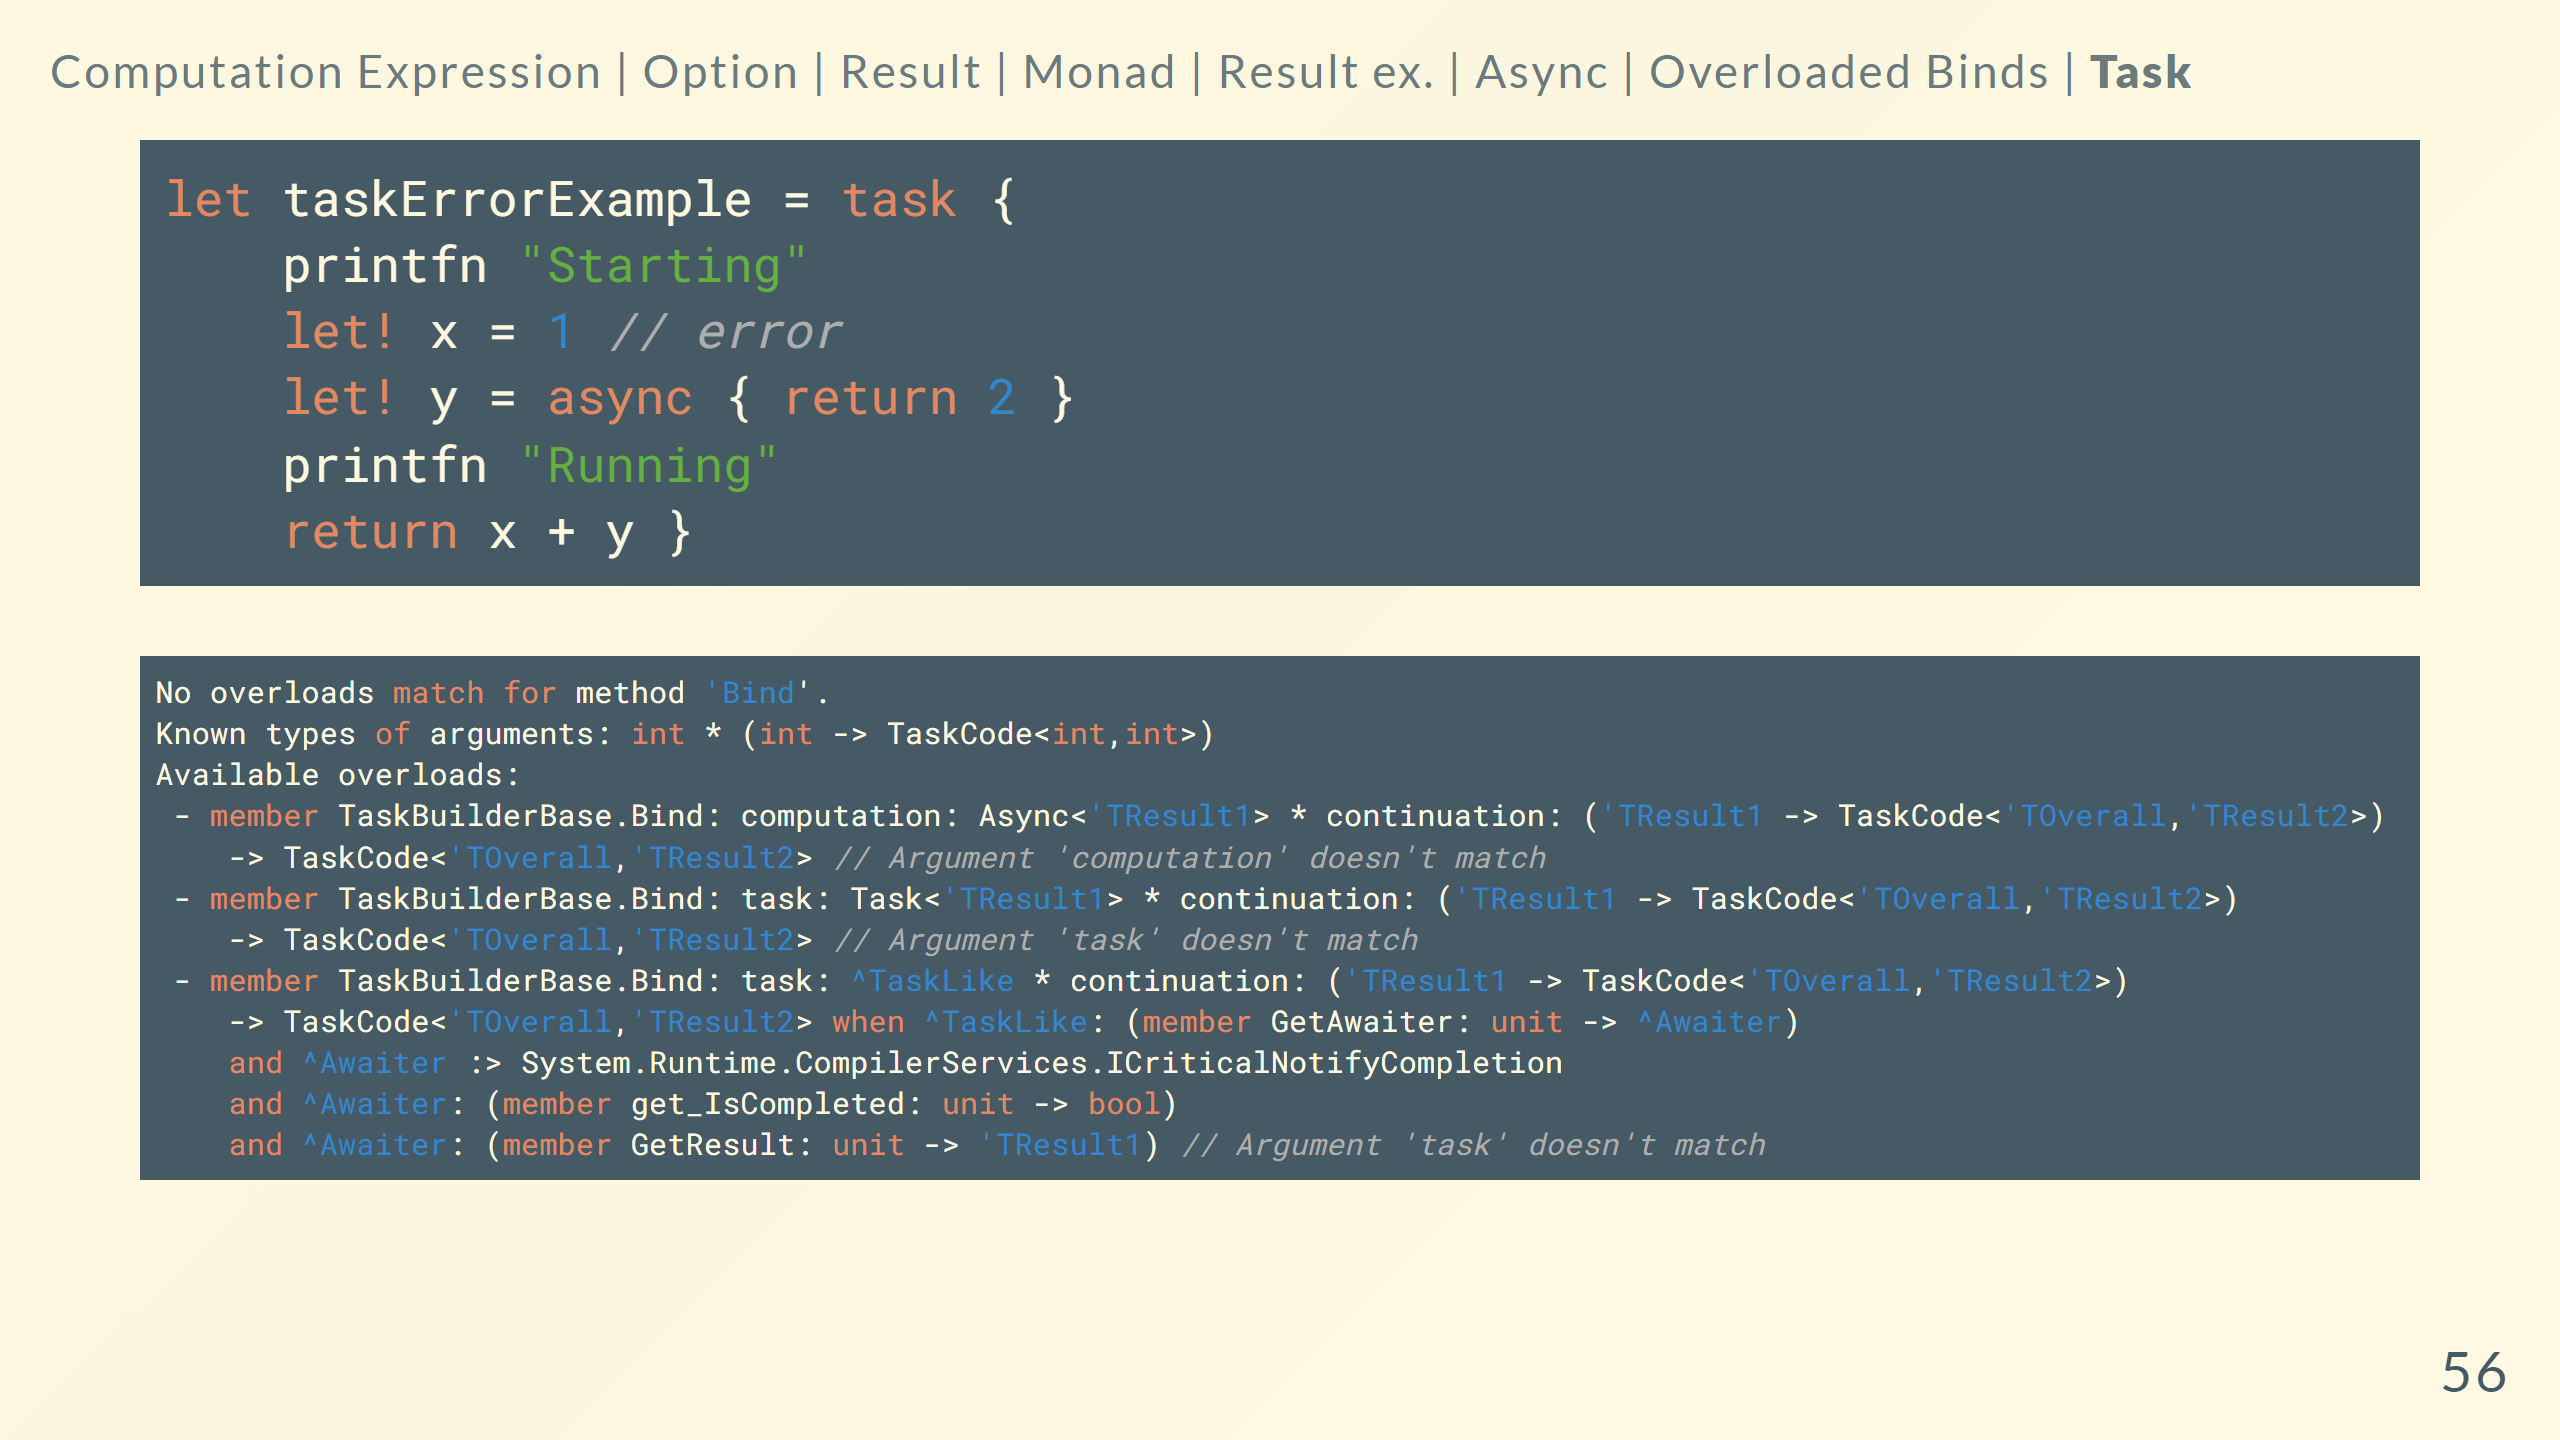 Computation Expression | Option | Result | Monad | Result ex. | Async | Overloaded Binds | Task
let taskErrorExample = task {
    printfn "Starting"
    let! x = 1 // error
    let! y = async { return 2 }
    printfn "Running"
    return x + y }
No overloads match for method 'Bind'.
Known types of arguments: int * (int -> TaskCode<int,int>)
Available overloads:
 - member TaskBuilderBase.Bind: computation: Async<'TResult1> * continuation: ('TResult1 -> TaskCode<'TOverall,'TResult2>)
    -> TaskCode<'TOverall,'TResult2> // Argument 'computation' doesn't match
 - member TaskBuilderBase.Bind: task: Task<'TResult1> * continuation: ('TResult1 -> TaskCode<'TOverall,'TResult2>)
    -> TaskCode<'TOverall,'TResult2> // Argument 'task' doesn't match
 - member TaskBuilderBase.Bind: task: ^TaskLike * continuation: ('TResult1 -> TaskCode<'TOverall,'TResult2>)
    -> TaskCode<'TOverall,'TResult2> when ^TaskLike: (member GetAwaiter: unit -> ^Awaiter)
    and ^Awaiter :> System.Runtime.CompilerServices.ICriticalNotifyCompletion
    and ^Awaiter: (member get_IsCompleted: unit -> bool)
    and ^Awaiter: (member GetResult: unit -> 'TResult1) // Argument 'task' doesn't match
56